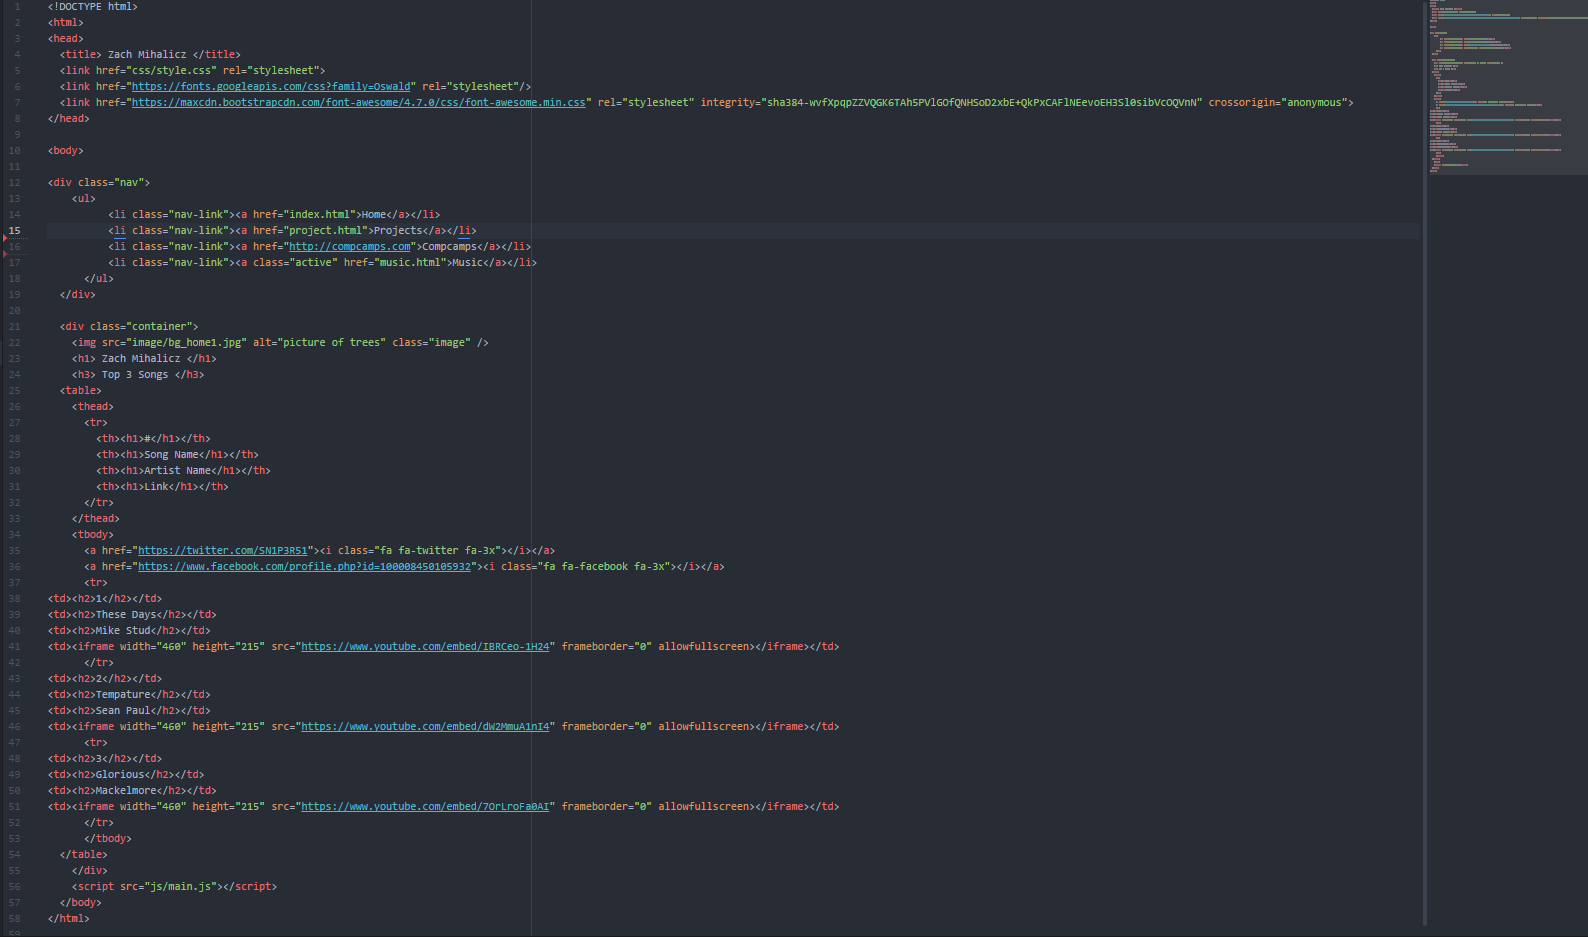 1 <!DOCTYPE html>
2 <html>
3 <head>
4 <title> Zach Mihalicz </title>
5 <link href="css/style.css" rel="stylesheet">
6 <link href="https://fonts.googleapis.com/css?family=Oswald" rel="stylesheet"/>
7 <link href="https://maxcdn.bootstrapcdn.com/font-awesome/4.7.0/css/font-awesome.min.css" rel="stylesheet" integrity="sha384-wvfXpqpZZVQGK6TAh5PVlGOfQNHSoD2xbE+QkPxCAFlNEevoEH3Sl0sibVcOQVnN" crossorigin="anonymous">
8 </head>
9
10 <body>
11
12 <div class="nav">
13 <ul>
14 <li class="nav-link"><a href="index.html">Home</a></li>
15 <li class="nav-link"><a href="project.html">Projects</a></li>
16 <li class="nav-link"><a href="http://compcamps.com">Compcamps</a></li>
17 <li class="nav-link"><a class="active" href="music.html">Music</a></li>
18 </ul>
19 </div>
20
21 <div class="container">
22 <img src="image/bg_home1.jpg" alt="picture of trees" class="image" />
23 <h1> Zach Mihalicz </h1>
24 <h3> Top 3 Songs </h3>
25 <table>
26 <thead>
27 <tr>
28 <th><h1>#</h1></th>
29 <th><h1>Song Name</h1></th>
30 <th><h1>Artist Name</h1></th>
31 <th><h1>Link</h1></th>
32 </tr>
33 </thead>
34 <tbody>
35 <a href="https://twitter.com/SN1P3R51"><i class="fa fa-twitter fa-3x"></i></a>
36 <a href="https://www.facebook.com/profile.php?id=100008450105932"><i class="fa fa-facebook fa-3x"></i></a>
37 <tr>
38 <td><h2>1</h2></td>
39 <td><h2>These Days</h2></td>
40 <td><h2>Mike Stud</h2></td>
41 <td><iframe width="460" height="215" src="https://www.youtube.com/embed/IBRCeo-1H24" frameborder="0" allowfullscreen></iframe></td>
42 </tr>
43 <td><h2>2</h2></td>
44 <td><h2>Tempature</h2></td>
45 <td><h2>Sean Paul</h2></td>
46 <td><iframe width="460" height="215" src="https://www.youtube.com/embed/dW2MmuA1nI4" frameborder="0" allowfullscreen></iframe></td>
47 <tr>
48 <td><h2>3</h2></td>
49 <td><h2>Glorious</h2></td>
50 <td><h2>Mackelmore</h2></td>
51 <td><iframe width="460" height="215" src="https://www.youtube.com/embed/7OrLroFa0AI" frameborder="0" allowfullscreen></iframe></td>
52 </tr>
53 </tbody>
54 </table>
55 </div>
56 <script src="js/main.js"></script>
57 </body>
58 </html>
59